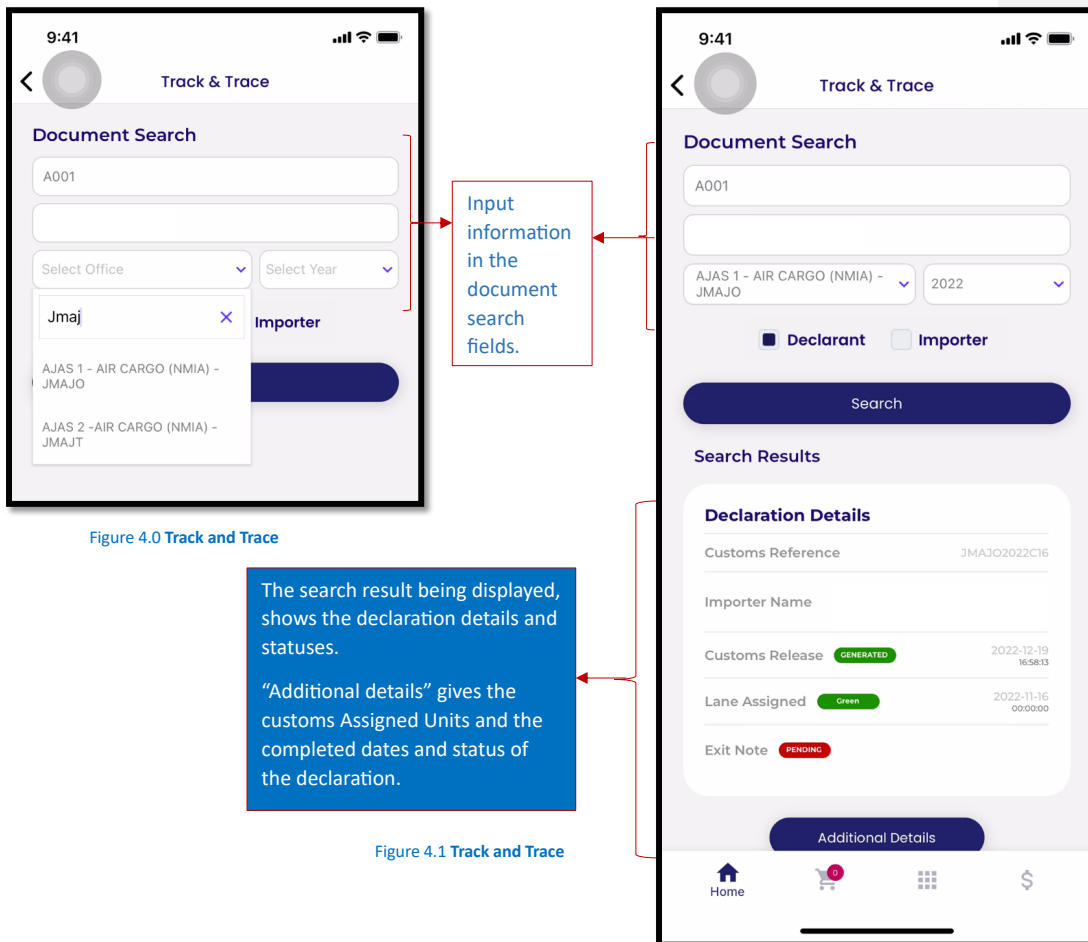 9:41
Track & Trace
Document Search
A001
Select Office
Select Year
Jmaj
Importer
AJAS 1 - AIR CARGO (NMIA) -
JMAJO
AJAS 2 -AIR CARGO (NMIA) -
JMAJT
Figure 4.0 Track and Trace
Input
information
in the
document
search
fields.
The search result being displayed,
shows the declaration details and
statuses.
“Additional details” gives the
customs Assigned Units and the
completed dates and status of
the declaration.
Figure 4.1 Track and Trace
9:41
Track & Trace
Document Search
A001
AJAS 1 - AIR CARGO (NMIA) -
JMAJO
2022
Declarant
Importer
Search
Search Results
Declaration Details
Customs Reference JMAJO2022C16
Importer Name
Customs Release GENERATED 2022-12-19
16:58:13
Lane Assigned Green 2022-11-16
00:00:00
Exit Note PENDING
Additional Details
0
Home